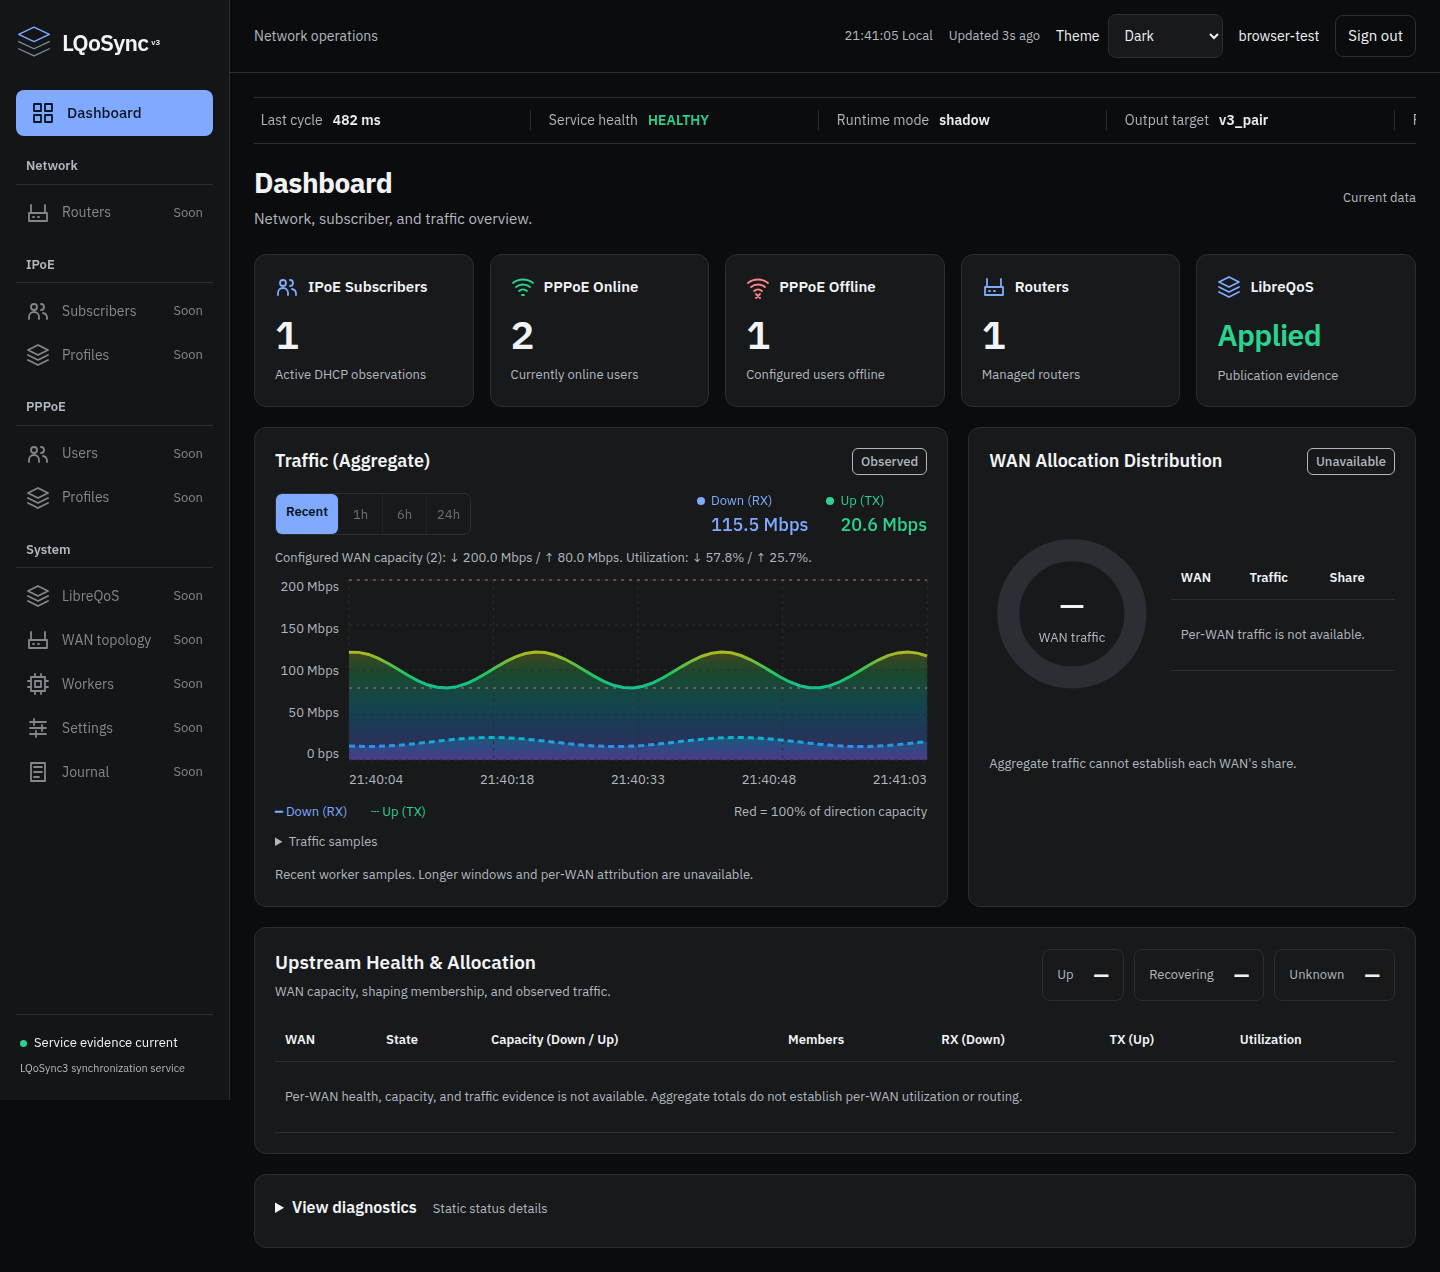 LQoSync v3
Network operations
21:41:05 Local
Updated 3s ago
Theme
Dark
browser-test
Sign out
Dashboard
Network
Routers
Soon
IPoE
Subscribers
Soon
Profiles
Soon
PPPoE
Users
Soon
Profiles
Soon
System
LibreQoS
Soon
WAN topology
Soon
Workers
Soon
Settings
Soon
Journal
Soon
Service evidence current
LQoSync3 synchronization service
Last cycle 482 ms
Service health HEALTHY
Runtime mode shadow
Output target v3_pair
Dashboard
Network, subscriber, and traffic overview.
Current data
IPoE Subscribers
1
Active DHCP observations
PPPoE Online
2
Currently online users
PPPoE Offline
1
Configured users offline
Routers
1
Managed routers
LibreQoS
Applied
Publication evidence
Traffic (Aggregate)
Observed
Recent
1h
6h
24h
Down (RX)
115.5 Mbps
Up (TX)
20.6 Mbps
Configured WAN capacity (2): ↓ 200.0 Mbps / ↑ 80.0 Mbps. Utilization: ↓ 57.8% / ↑ 25.7%.
200 Mbps
150 Mbps
100 Mbps
50 Mbps
0 bps
21:40:04
21:40:18
21:40:33
21:40:48
21:41:03
Down (RX)
Up (TX)
Red = 100% of direction capacity
Traffic samples
Recent worker samples. Longer windows and per-WAN attribution are unavailable.
WAN Allocation Distribution
Unavailable
—
WAN traffic
WAN
Traffic
Share
Per-WAN traffic is not available.
Aggregate traffic cannot establish each WAN's share.
Upstream Health & Allocation
WAN capacity, shaping membership, and observed traffic.
Up —
Recovering —
Unknown —
WAN
State
Capacity (Down / Up)
Members
RX (Down)
TX (Up)
Utilization
Per-WAN health, capacity, and traffic evidence is not available. Aggregate totals do not establish per-WAN utilization or routing.
View diagnostics
Static status details